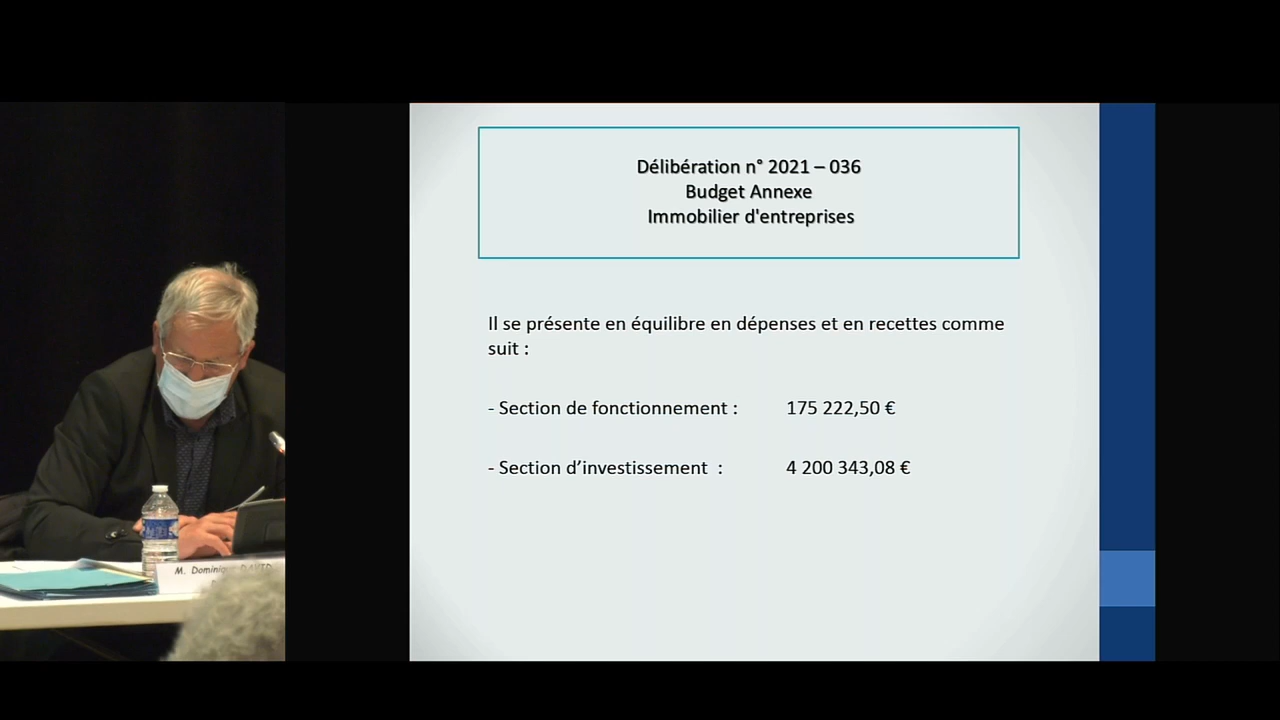 Délibération n° 2021 – 036
Budget Annexe
Immobilier d'entreprises
Il se présente en équilibre en dépenses et en recettes comme
suit :
- Section de fonctionnement : 175 222,50 €
- Section d’investissement : 4 200 343,08 €
M. Dominique DAVID